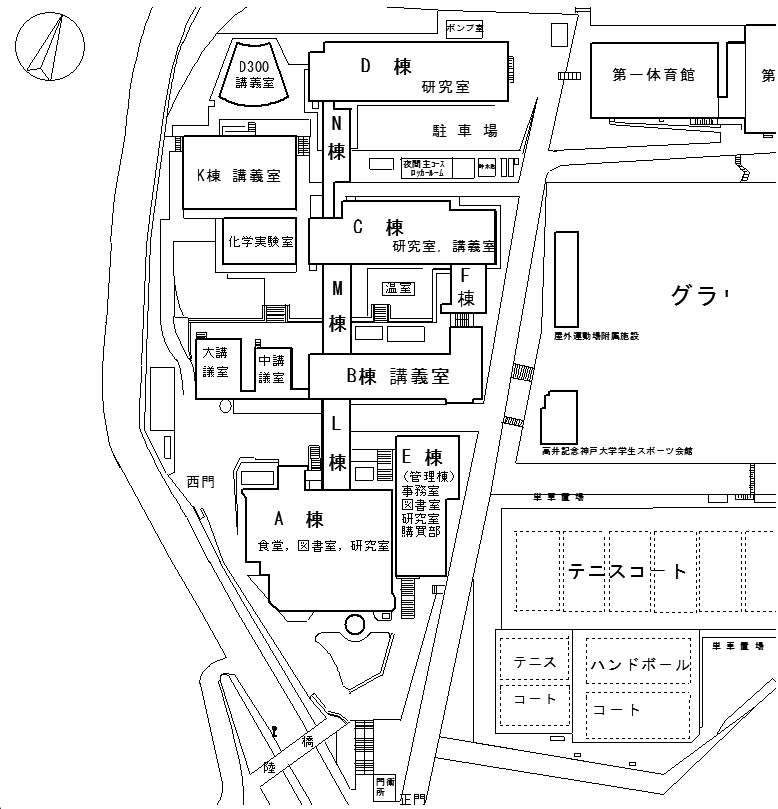 ポンプ室
D300
講義室
D 棟
研究室
第一体育館
第
N
棟
駐車場
K棟 講義室
夜間主コース
ロッカールーム
化学実験室
C 棟
研究室，講義室
M
棟
温室
F
棟
グラ
屋外運動場附属施設
大講
議室
中講
議室
B棟 講義室
L
棟
E 棟
（管理棟）
事務室
図書室
研究室
購買部
高井記念神戸大学学生スポーツ会館
西門
A 棟
食堂，図書室，研究室
単車置場
テニスコート
単車置場
テニス
コート
ハンドボール
コート
橋
陸
門衛
所
正門